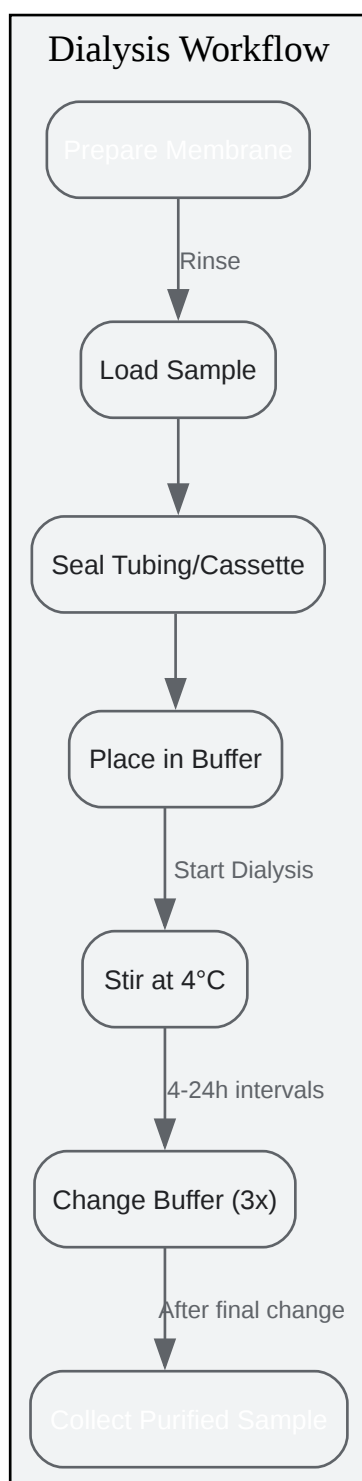 Dialysis Workflow
Prepare Membrane
Rinse
Load Sample
Seal Tubing/Cassette
Place in Buffer
Start Dialysis
Stir at 4°C
4-24h intervals
Change Buffer (3x)
After final change
Collect Purified Sample